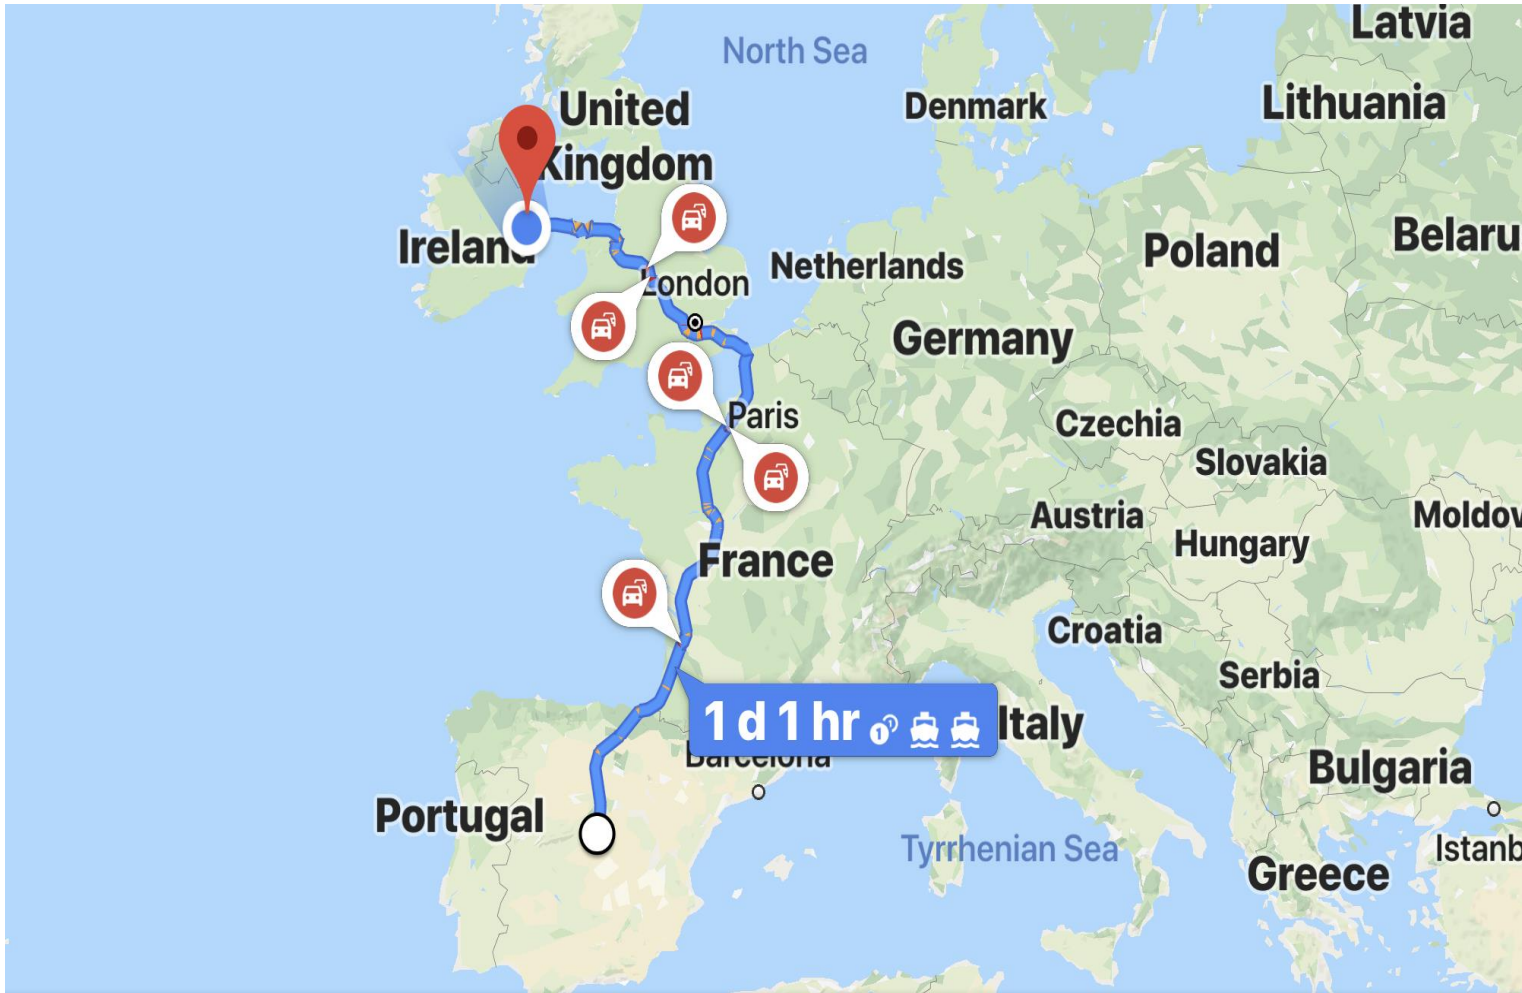 Latvia
North Sea
United
Kingdom
Denmark
Lithuania
Ireland
London
Netherlands
Poland
Belaru
Germany
Paris
Czechia
Slovakia
Austria
Hungary
Moldov
France
Croatia
Serbia
1 d 1 hr
Italy
Barcelona
Bulgaria
Portugal
Tyrrhenian Sea
Istanb
Greece